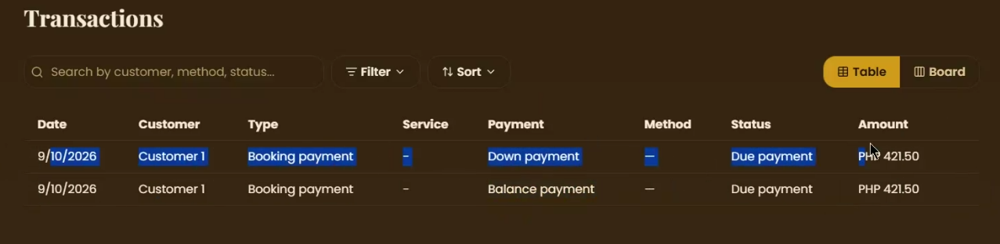 Transactions
Search by customer, method, status... Filter Sort Table Board
Date Customer Type Service Payment Method Status Amount
9/10/2026 Customer 1 Booking payment - Down payment — Due payment PHP 421.50
9/10/2026 Customer 1 Booking payment - Balance payment — Due payment PHP 421.50